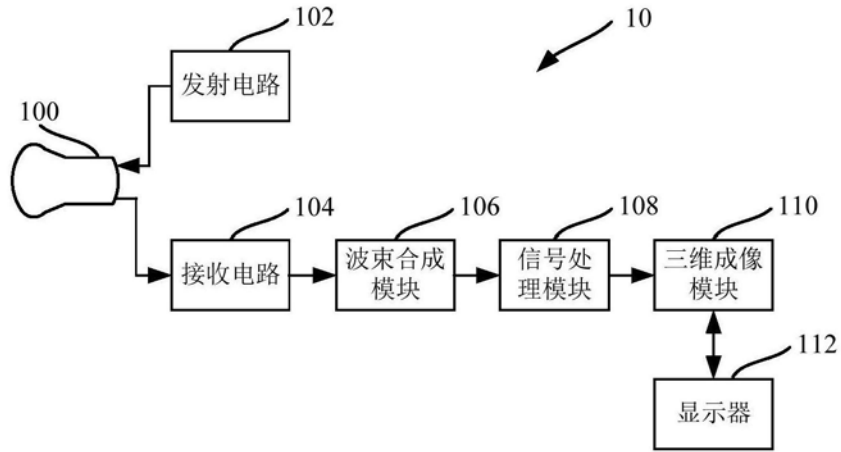 102
10
发射电路
100
104
106
108
110
接收电路
波束合成
模块
信号处
理模块
三维成像
模块
112
显示器